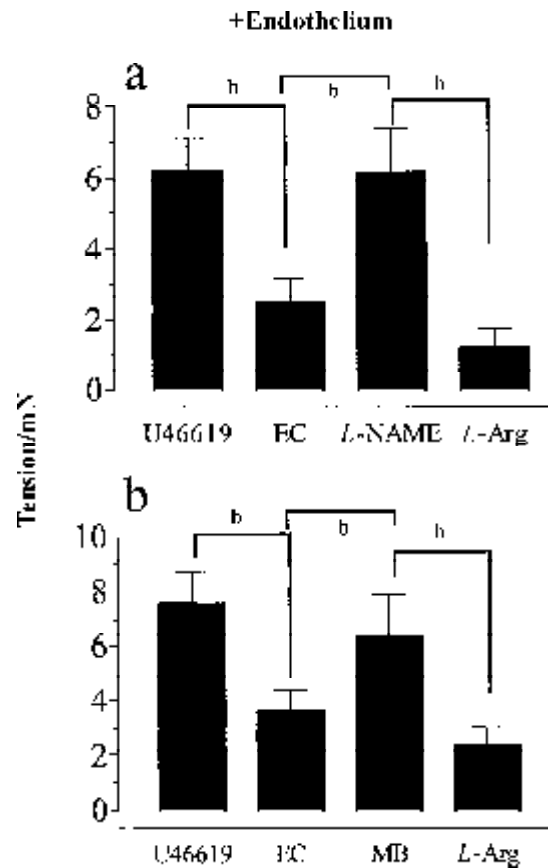 +Endothelium
a
b b b
8
6
4
2
0
U46619 EC L-NAME L-Arg
Tension/mN
b
b b b
10
8
6
4
2
0
U46619 EC MB L-Arg